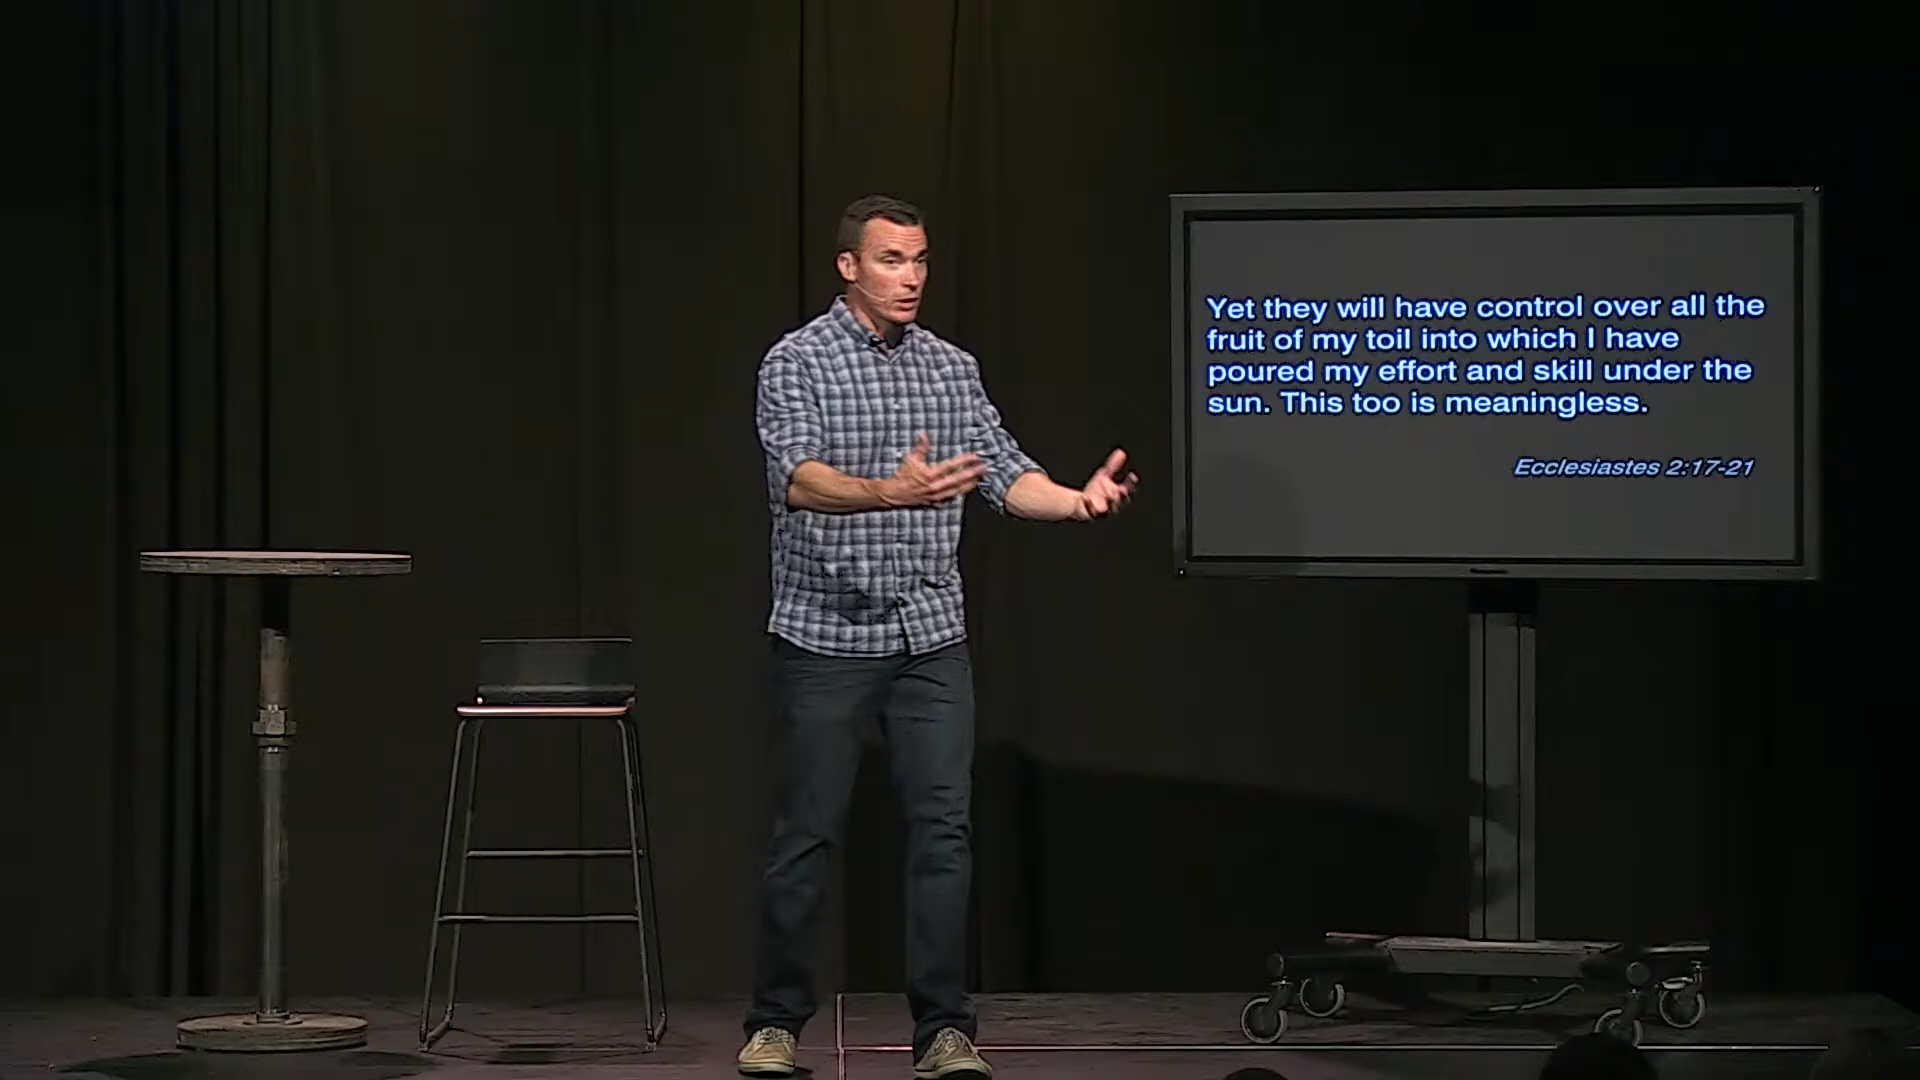 Yet they will have control over all the
fruit of my toil into which I have
poured my effort and skill under the
sun. This too is meaningless.
Ecclesiastes 2:17-21